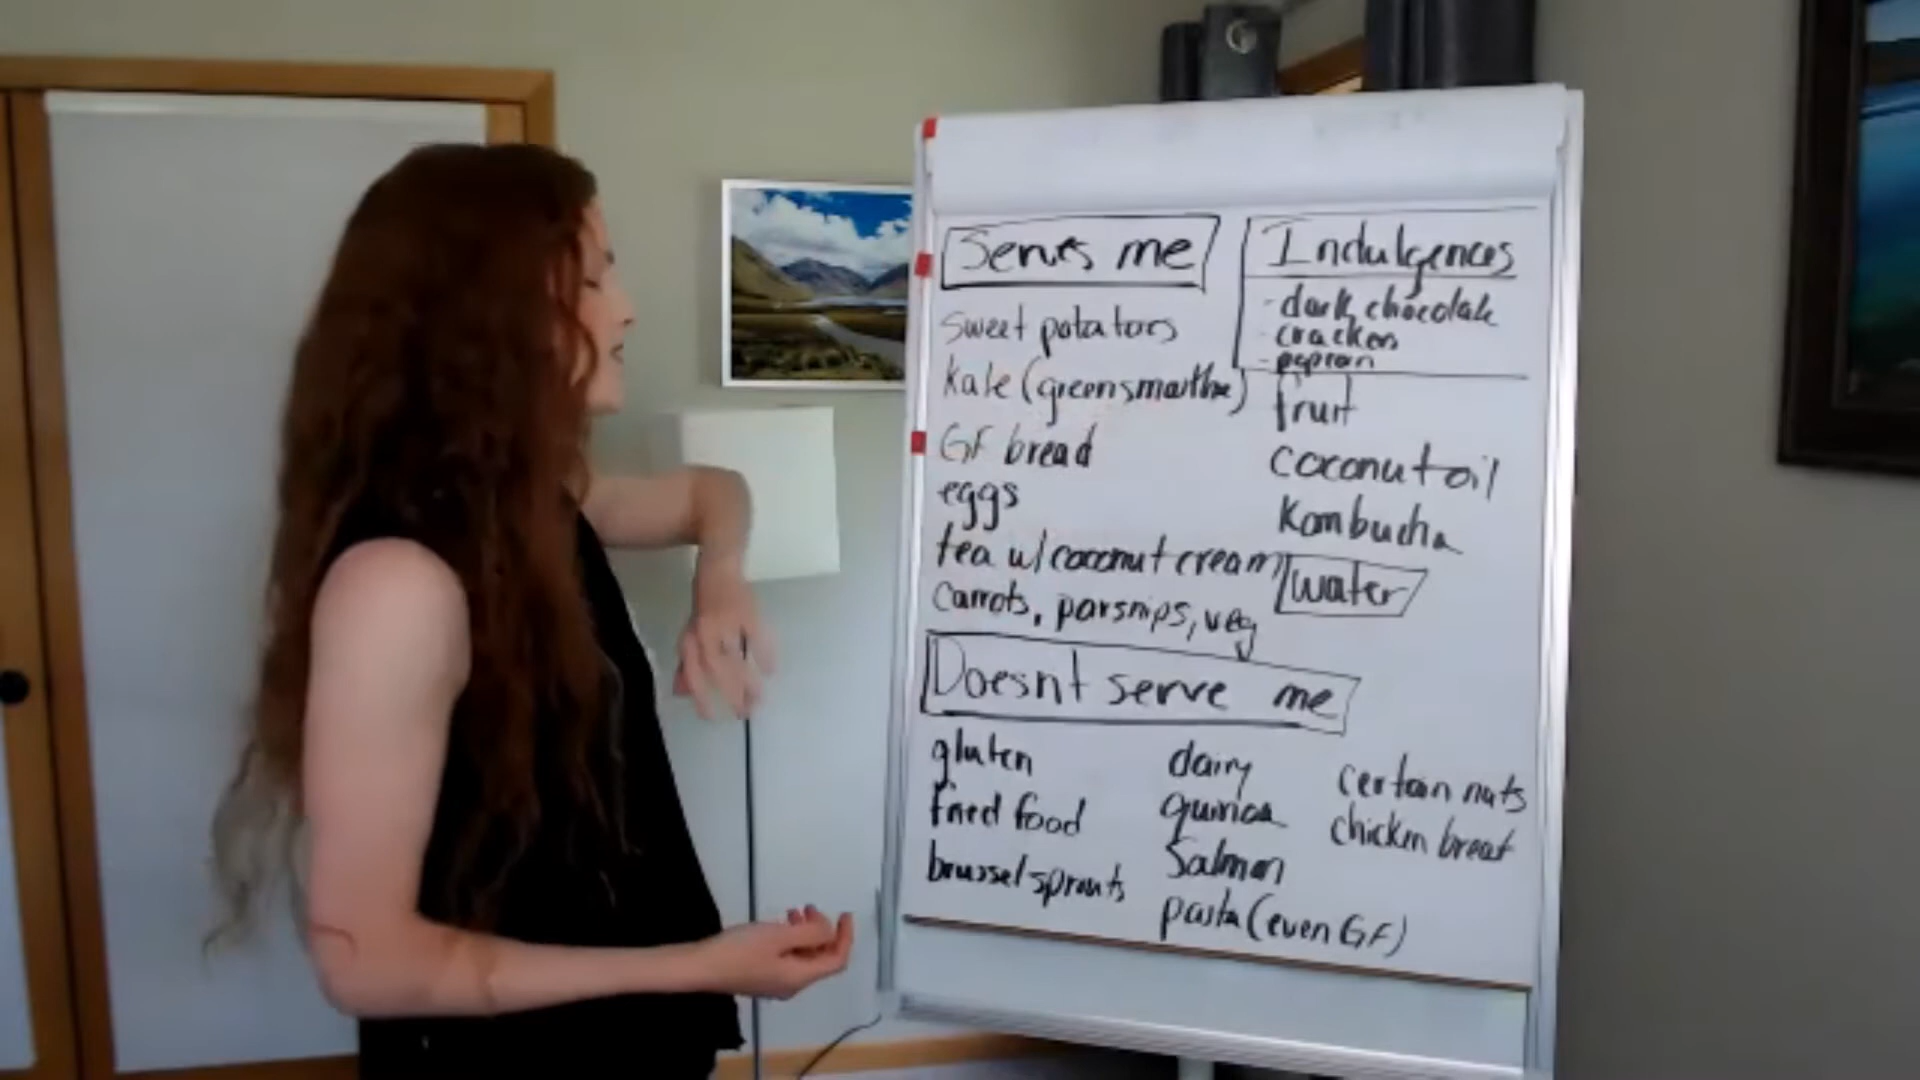 Serves me
sweet potatoes
kale (green smoothie)
GF bread
eggs
tea w/ coconut cream
carrots, parsnips, veg
Indulgences
- dark chocolate
- crackers
- popcorn
fruit
coconut oil
Kombucha
water
Doesnt serve me
gluten
fried food
brussel sprouts
dairy
quinoa
Salmon
pasta (even GF)
certain nuts
chicken breast